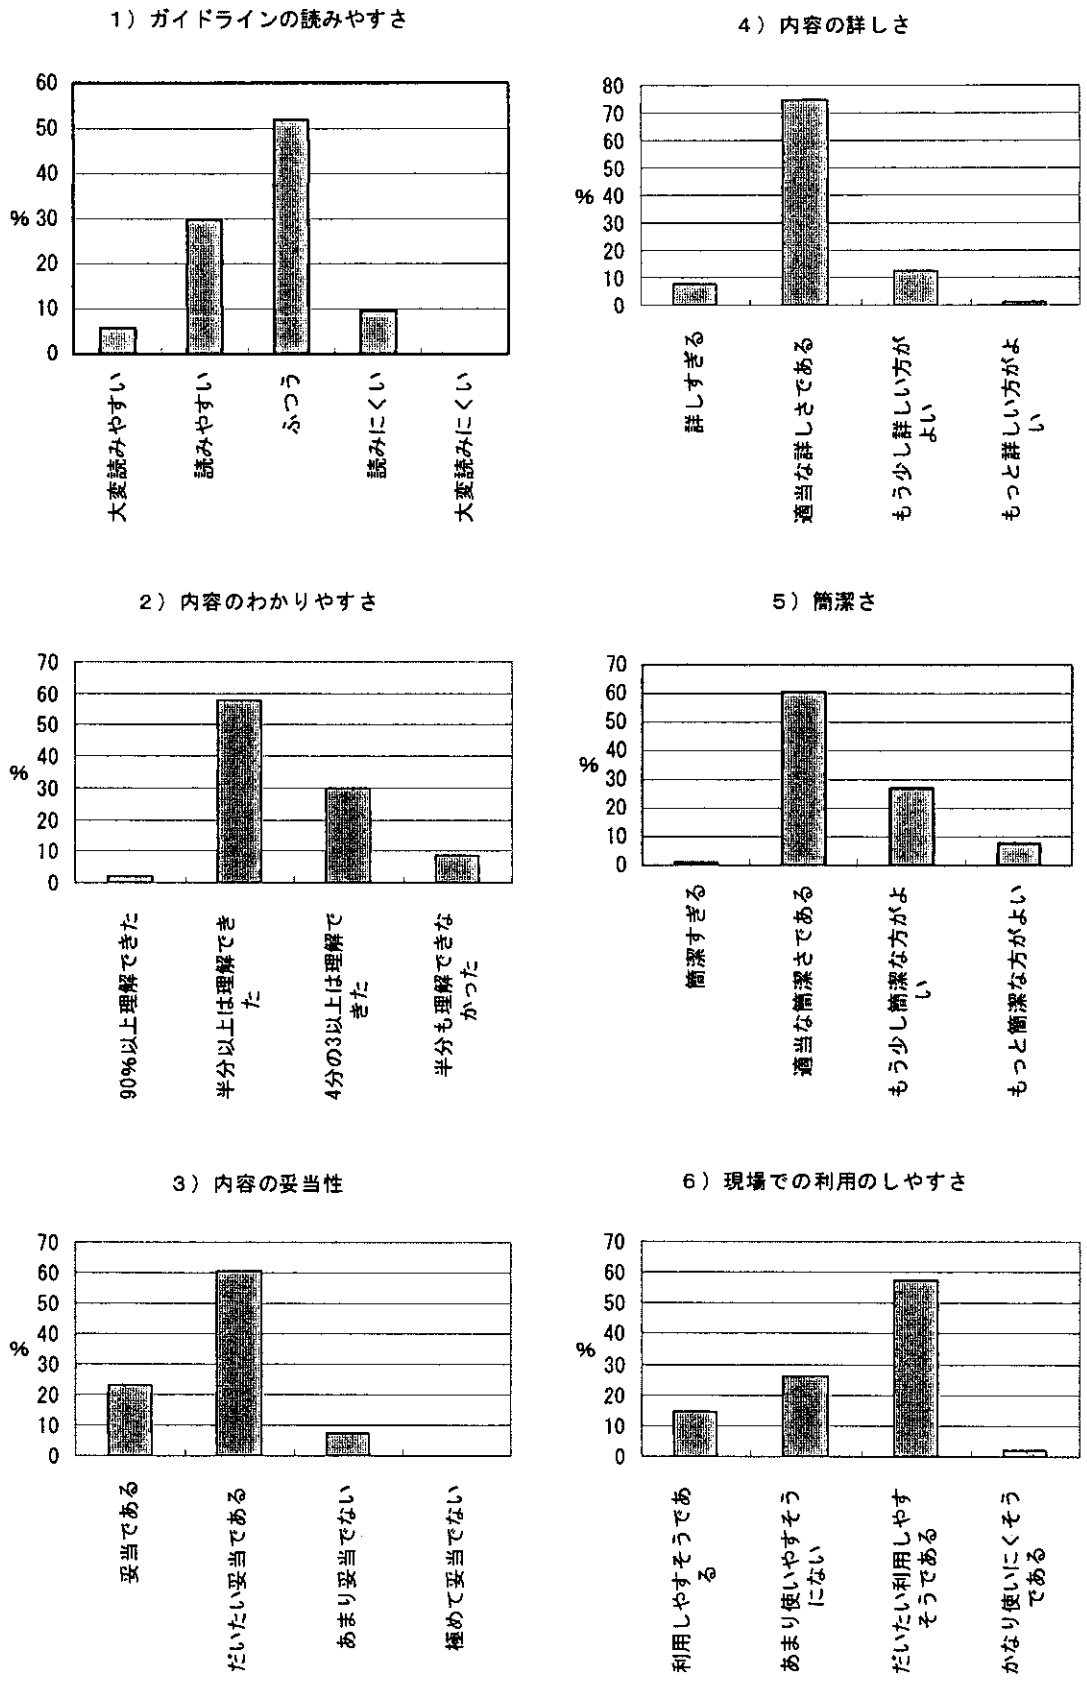 1）ガイドラインの読みやすさ
60
50
40
% 30
20
10
0
大変読みやすい
読みやすい
ふつう
読みにくい
大変読みにくい
2）内容のわかりやすさ
70
60
50
40
%
30
20
10
0
90%以上理解できた
半分以上は理解でき
た
4分の3以上は理解で
きた
半分も理解できな
かった
3）内容の妥当性
70
60
50
40
%
30
20
10
0
妥当である
だいたい妥当である
あまり妥当でない
極めて妥当でない
4）内容の詳しさ
80
70
60
50
% 40
30
20
10
0
詳しすぎる
適当な詳しさである
もう少し詳しい方が
よい
もっと詳しい方がよ
い
5）簡潔さ
70
60
50
40
%
30
20
10
0
簡潔すぎる
適当な簡潔さである
もう少し簡潔な方がよ
い
もっと簡潔な方がよい
6）現場での利用のしやすさ
70
60
50
40
%
30
20
10
0
利用しやすそうであ
る
あまり使いやすそう
にない
だいたい利用しやす
そうである
かなり使いにくそう
である